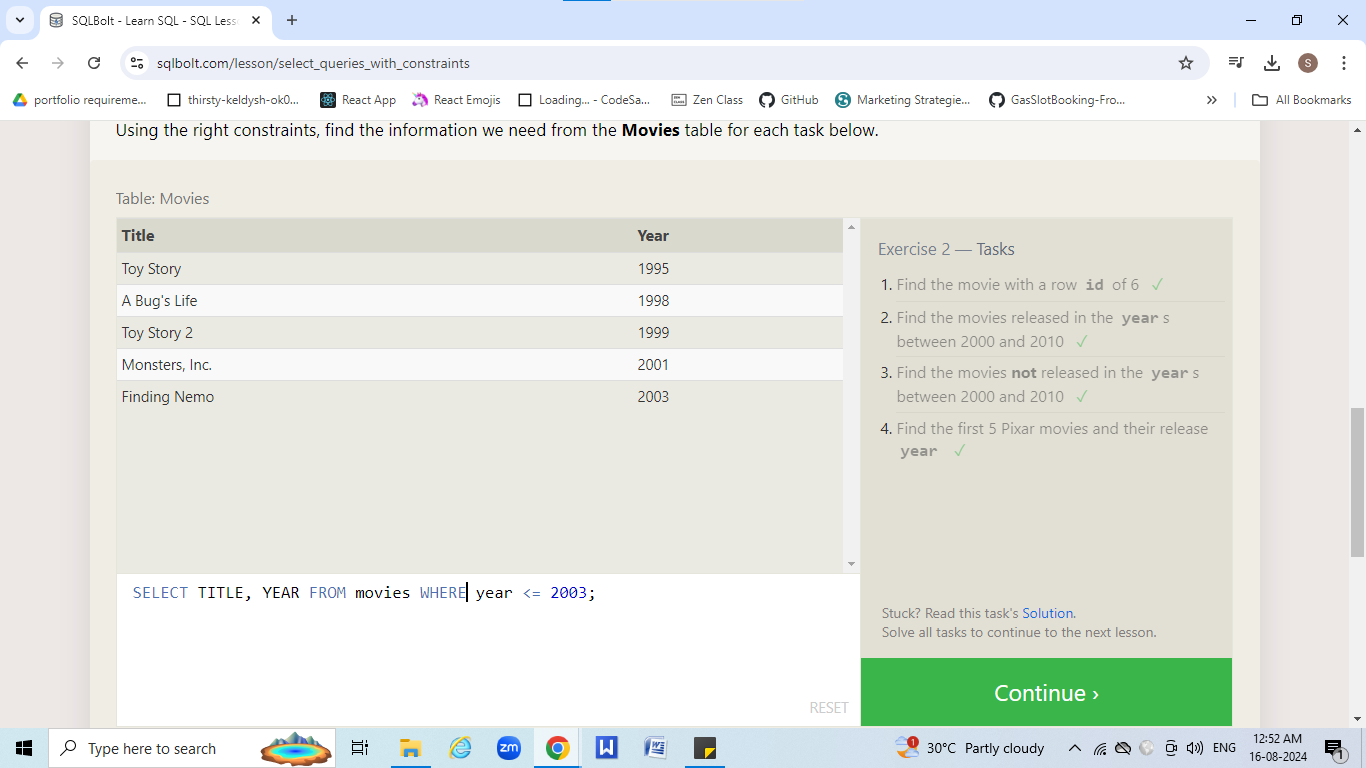 SQLBolt - Learn SQL - SQL Less
sqlbolt.com/lesson/select_queries_with_constraints
S
portfolio requireme...
thirsty-keldysh-ok0...
React App
React Emojis
Loading... - CodeSa...
Zen Class
GitHub
Marketing Strategie...
GasSlotBooking-Fro...
»
All Bookmarks
Using the right constraints, find the information we need from the Movies table for each task below.
Table: Movies
Title Year
Toy Story 1995
A Bug's Life 1998
Toy Story 2 1999
Monsters, Inc. 2001
Finding Nemo 2003
SELECT TITLE, YEAR FROM movies WHERE year <= 2003;
RESET
Exercise 2 — Tasks
1. Find the movie with a row id of 6 ✓
2. Find the movies released in the year s
between 2000 and 2010 ✓
3. Find the movies not released in the year s
between 2000 and 2010 ✓
4. Find the first 5 Pixar movies and their release
year ✓
Stuck? Read this task's Solution.
Solve all tasks to continue to the next lesson.
Continue ›
Type here to search
zm
W
W
1
30°C Partly cloudy
ENG
12:52 AM
16-08-2024
1